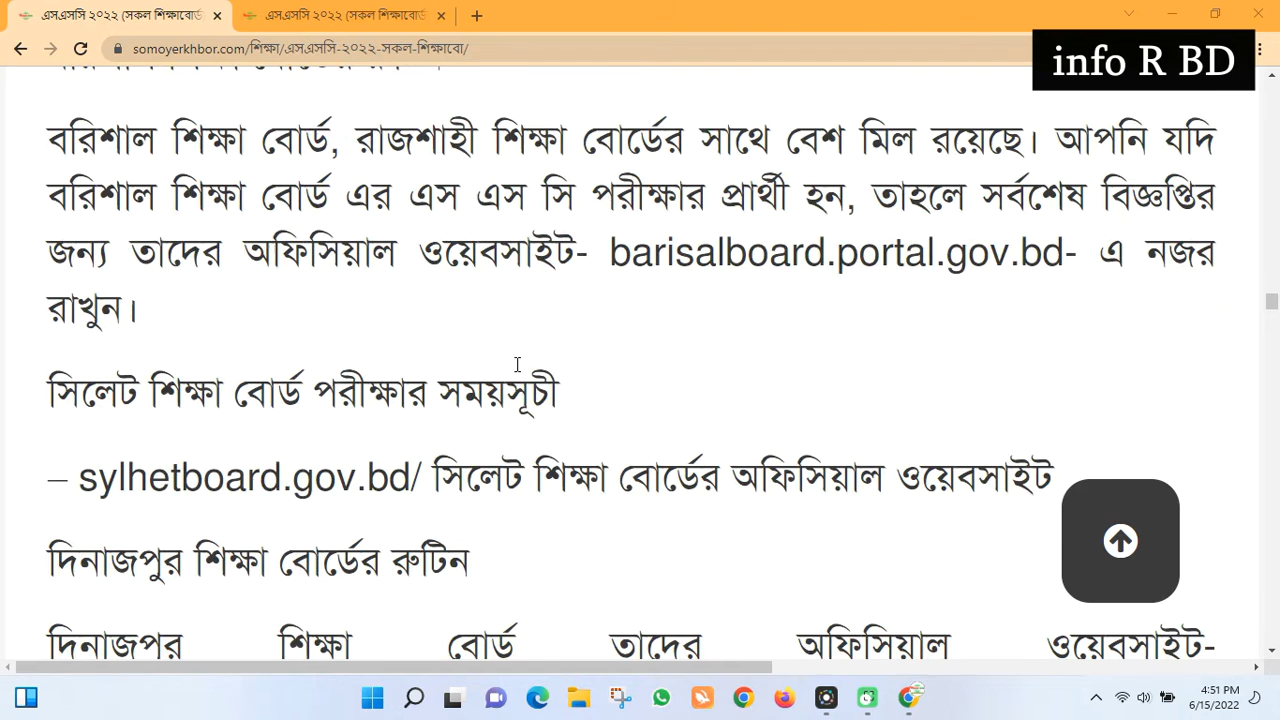 এসএসসি ২০২২ (সকল শিক্ষাবোর্ড
এসএসসি ২০২২ (সকল শিক্ষাবোর্ড
somoyerkhbor.com/শিক্ষা/এসএসসি-২০২২-সকল-শিক্ষাবো/
info R BD
বরিশাল শিক্ষা বোর্ড, রাজশাহী শিক্ষা বোর্ডের সাথে বেশ মিল রয়েছে। আপনি যদি
বরিশাল শিক্ষা বোর্ড এর এস এস সি পরীক্ষার প্রার্থী হন, তাহলে সর্বশেষ বিজ্ঞপ্তির
জন্য তাদের অফিসিয়াল ওয়েবসাইট- barisalboard.portal.gov.bd- এ নজর
রাখুন।
সিলেট শিক্ষা বোর্ড পরীক্ষার সময়সূচী
– sylhetboard.gov.bd/ সিলেট শিক্ষা বোর্ডের অফিসিয়াল ওয়েবসাইট
দিনাজপুর শিক্ষা বোর্ডের রুটিন
দিনাজপুর শিক্ষা বোর্ড তাদের অফিসিয়াল ওয়েবসাইট-
4:51 PM
6/15/2022